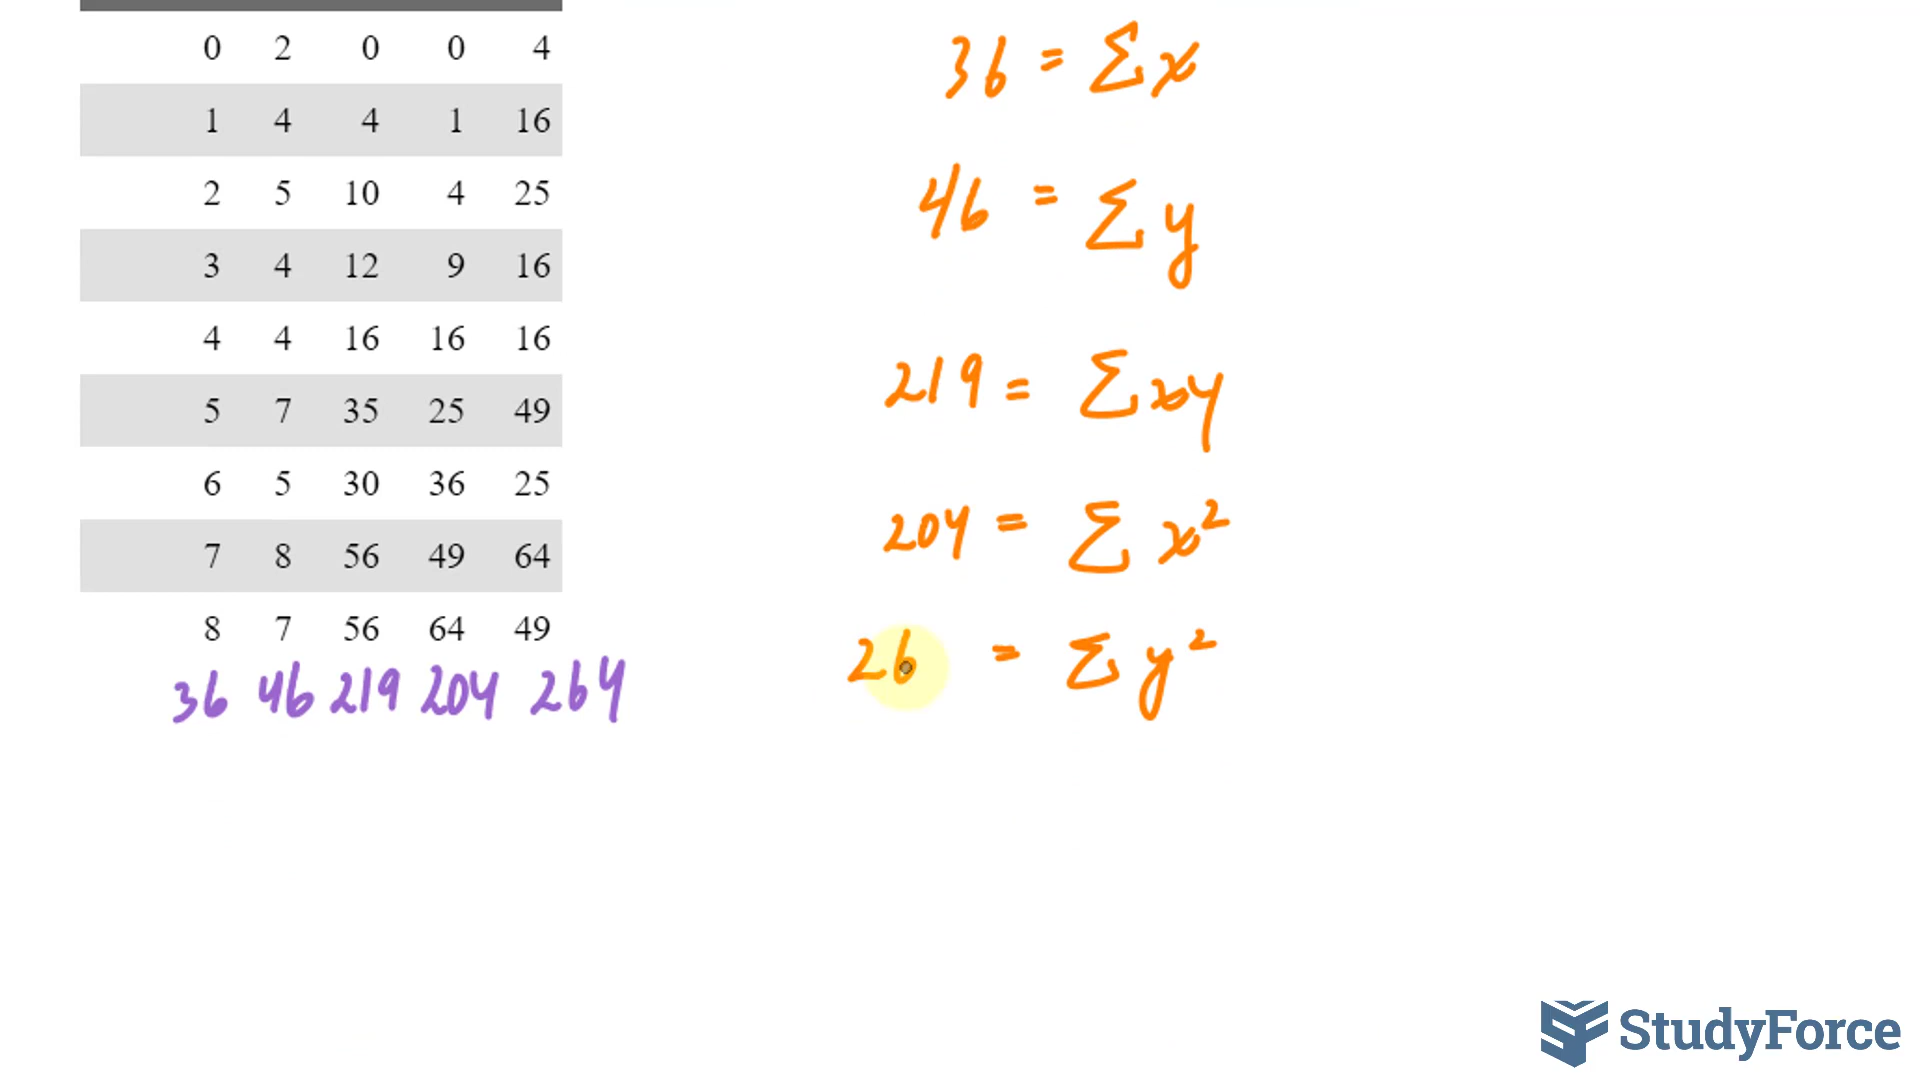 0 2 0 0 4
1 4 4 1 16
2 5 10 4 25
3 4 12 9 16
4 4 16 16 16
5 7 35 25 49
6 5 30 36 25
7 8 56 49 64
8 7 56 64 49
36 46 219 204 264
36 = Σx
46 = Σy
219 = Σxy
204 = Σx²
26 = Σy²
StudyForce